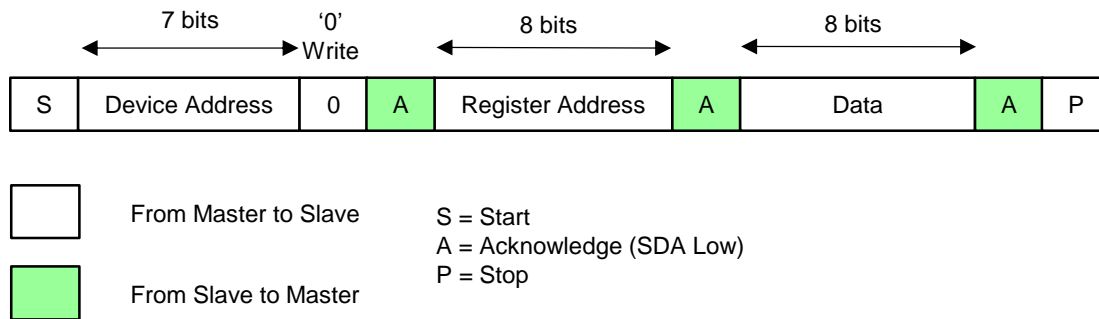 7 bits
‘0’
Write
8 bits
8 bits
S Device Address 0 A Register Address A Data A P
From Master to Slave
From Slave to Master
S = Start
A = Acknowledge (SDA Low)
P = Stop